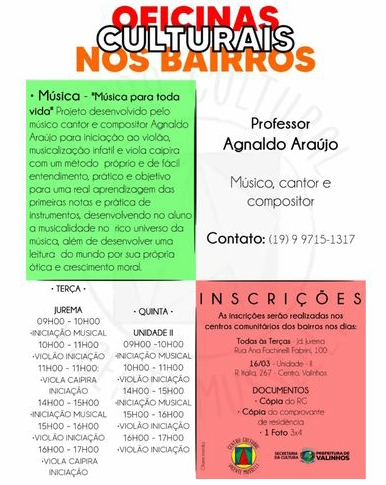 OFICINAS
CULTURAIS
NOS BAIRROS
• Música - "Música para toda
vida" Projeto desenvolvido pelo
músico cantor e compositor Agnaldo
Araújo para iniciação ao violão,
musicalização infatil e viola caipira
com um método próprio e de fácil
entendimento, prático e objetivo
para uma real aprendizagem das
primeiras notas e prática de
instrumentos, desenvolvendo no aluno
a musicalidade no rico universo da
música, além de desenvolver uma
leitura do mundo por sua própria
ótica e crescimento moral.
Professor
Agnaldo Araújo
Músico, cantor e
compositor
Contato: (19) 9 9715-1317
• TERÇA •
JUREMA
09H00 - 10H00
•INICIAÇÃO MUSICAL
10H00 - 11H00
•VIOLÃO INICIAÇÃO
11H00 - 11H00:
•VIOLA CAIPIRA
INICIAÇÃO
14H00 - 15H00
•INICIAÇÃO MUSICAL
15H00 - 16H00
•VIOLÃO INICIAÇÃO
16H00 - 17H00
•VIOLA CAIPIRA
INICIAÇÃO
• QUINTA •
UNIDADE II
09H00 -10H00
•INICIAÇÃO MUSICAL
10H00 - 11H00
•VIOLÃO INICIAÇÃO
14H00 - 15H00
•INICIAÇÃO MUSICAL
15H00 - 16H00
•VIOLÃO INICIAÇÃO
16H00 - 17H00
•VIOLÃO INICIAÇÃO
INSCRIÇÕES
As inscrições serão realizadas nos
centros comunitários dos bairros nos dias:
Todas às Terças - Jd. Jurema
Rua Ana Fachinelli Fabrini, 100
16/03 - Unidade - II
R. Itália, 267 - Centro, Valinhos.
DOCUMENTOS
• Cópia do RG
• Cópia do comprovante
de residência
• 1 Foto 3x4
CENTRO CULTURAL
VICENTE MUSSELLI
SECRETARIA
DA CULTURA
PREFEITURA DE
VALINHOS